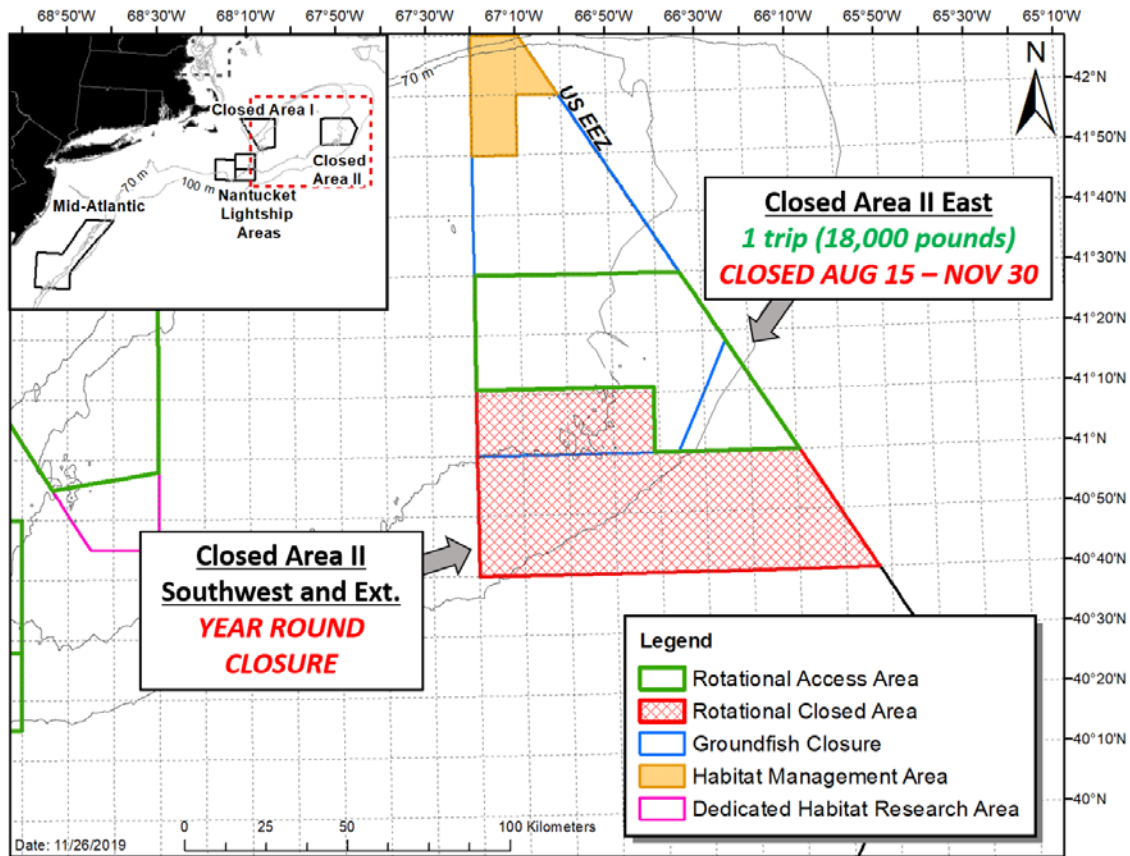 68°50'W 68°30'W 68°10'W 67°50'W 67°30'W 67°10'W 66°50'W 66°30'W 66°10'W 65°50'W 65°30'W 65°10'W
N
42°N
41°50'N
41°40'N
41°30'N
41°20'N
41°10'N
41°N
40°50'N
40°40'N
40°30'N
40°20'N
40°10'N
40°N
70 m
US EEZ
Closed Area I
Closed
Area II
70 m
100 m
Nantucket
Lightship
Areas
Mid-Atlantic
Closed Area II East
1 trip (18,000 pounds)
CLOSED AUG 15 – NOV 30
Closed Area II
Southwest and Ext.
YEAR ROUND
CLOSURE
Legend
Rotational Access Area
Rotational Closed Area
Groundfish Closure
Habitat Management Area
Dedicated Habitat Research Area
0 25 50 100 Kilometers
Date: 11/26/2019